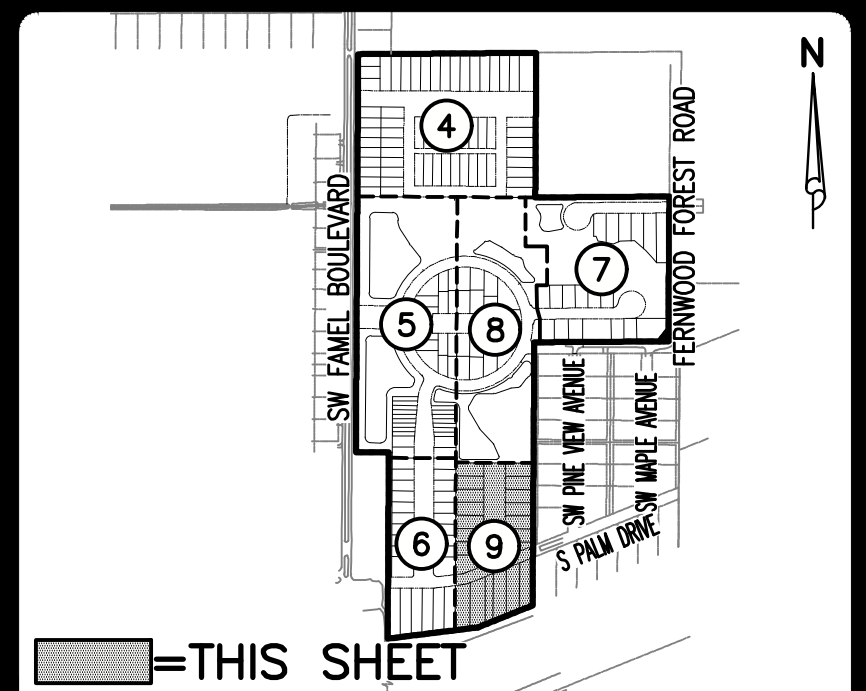 N
4
FERNWOOD FOREST ROAD
SW FAMEL BOULEVARD
7
5
8
SW PINE VIEW AVENUE
SW MAPLE AVENUE
6
9
S PALM DRIVE
=THIS SHEET